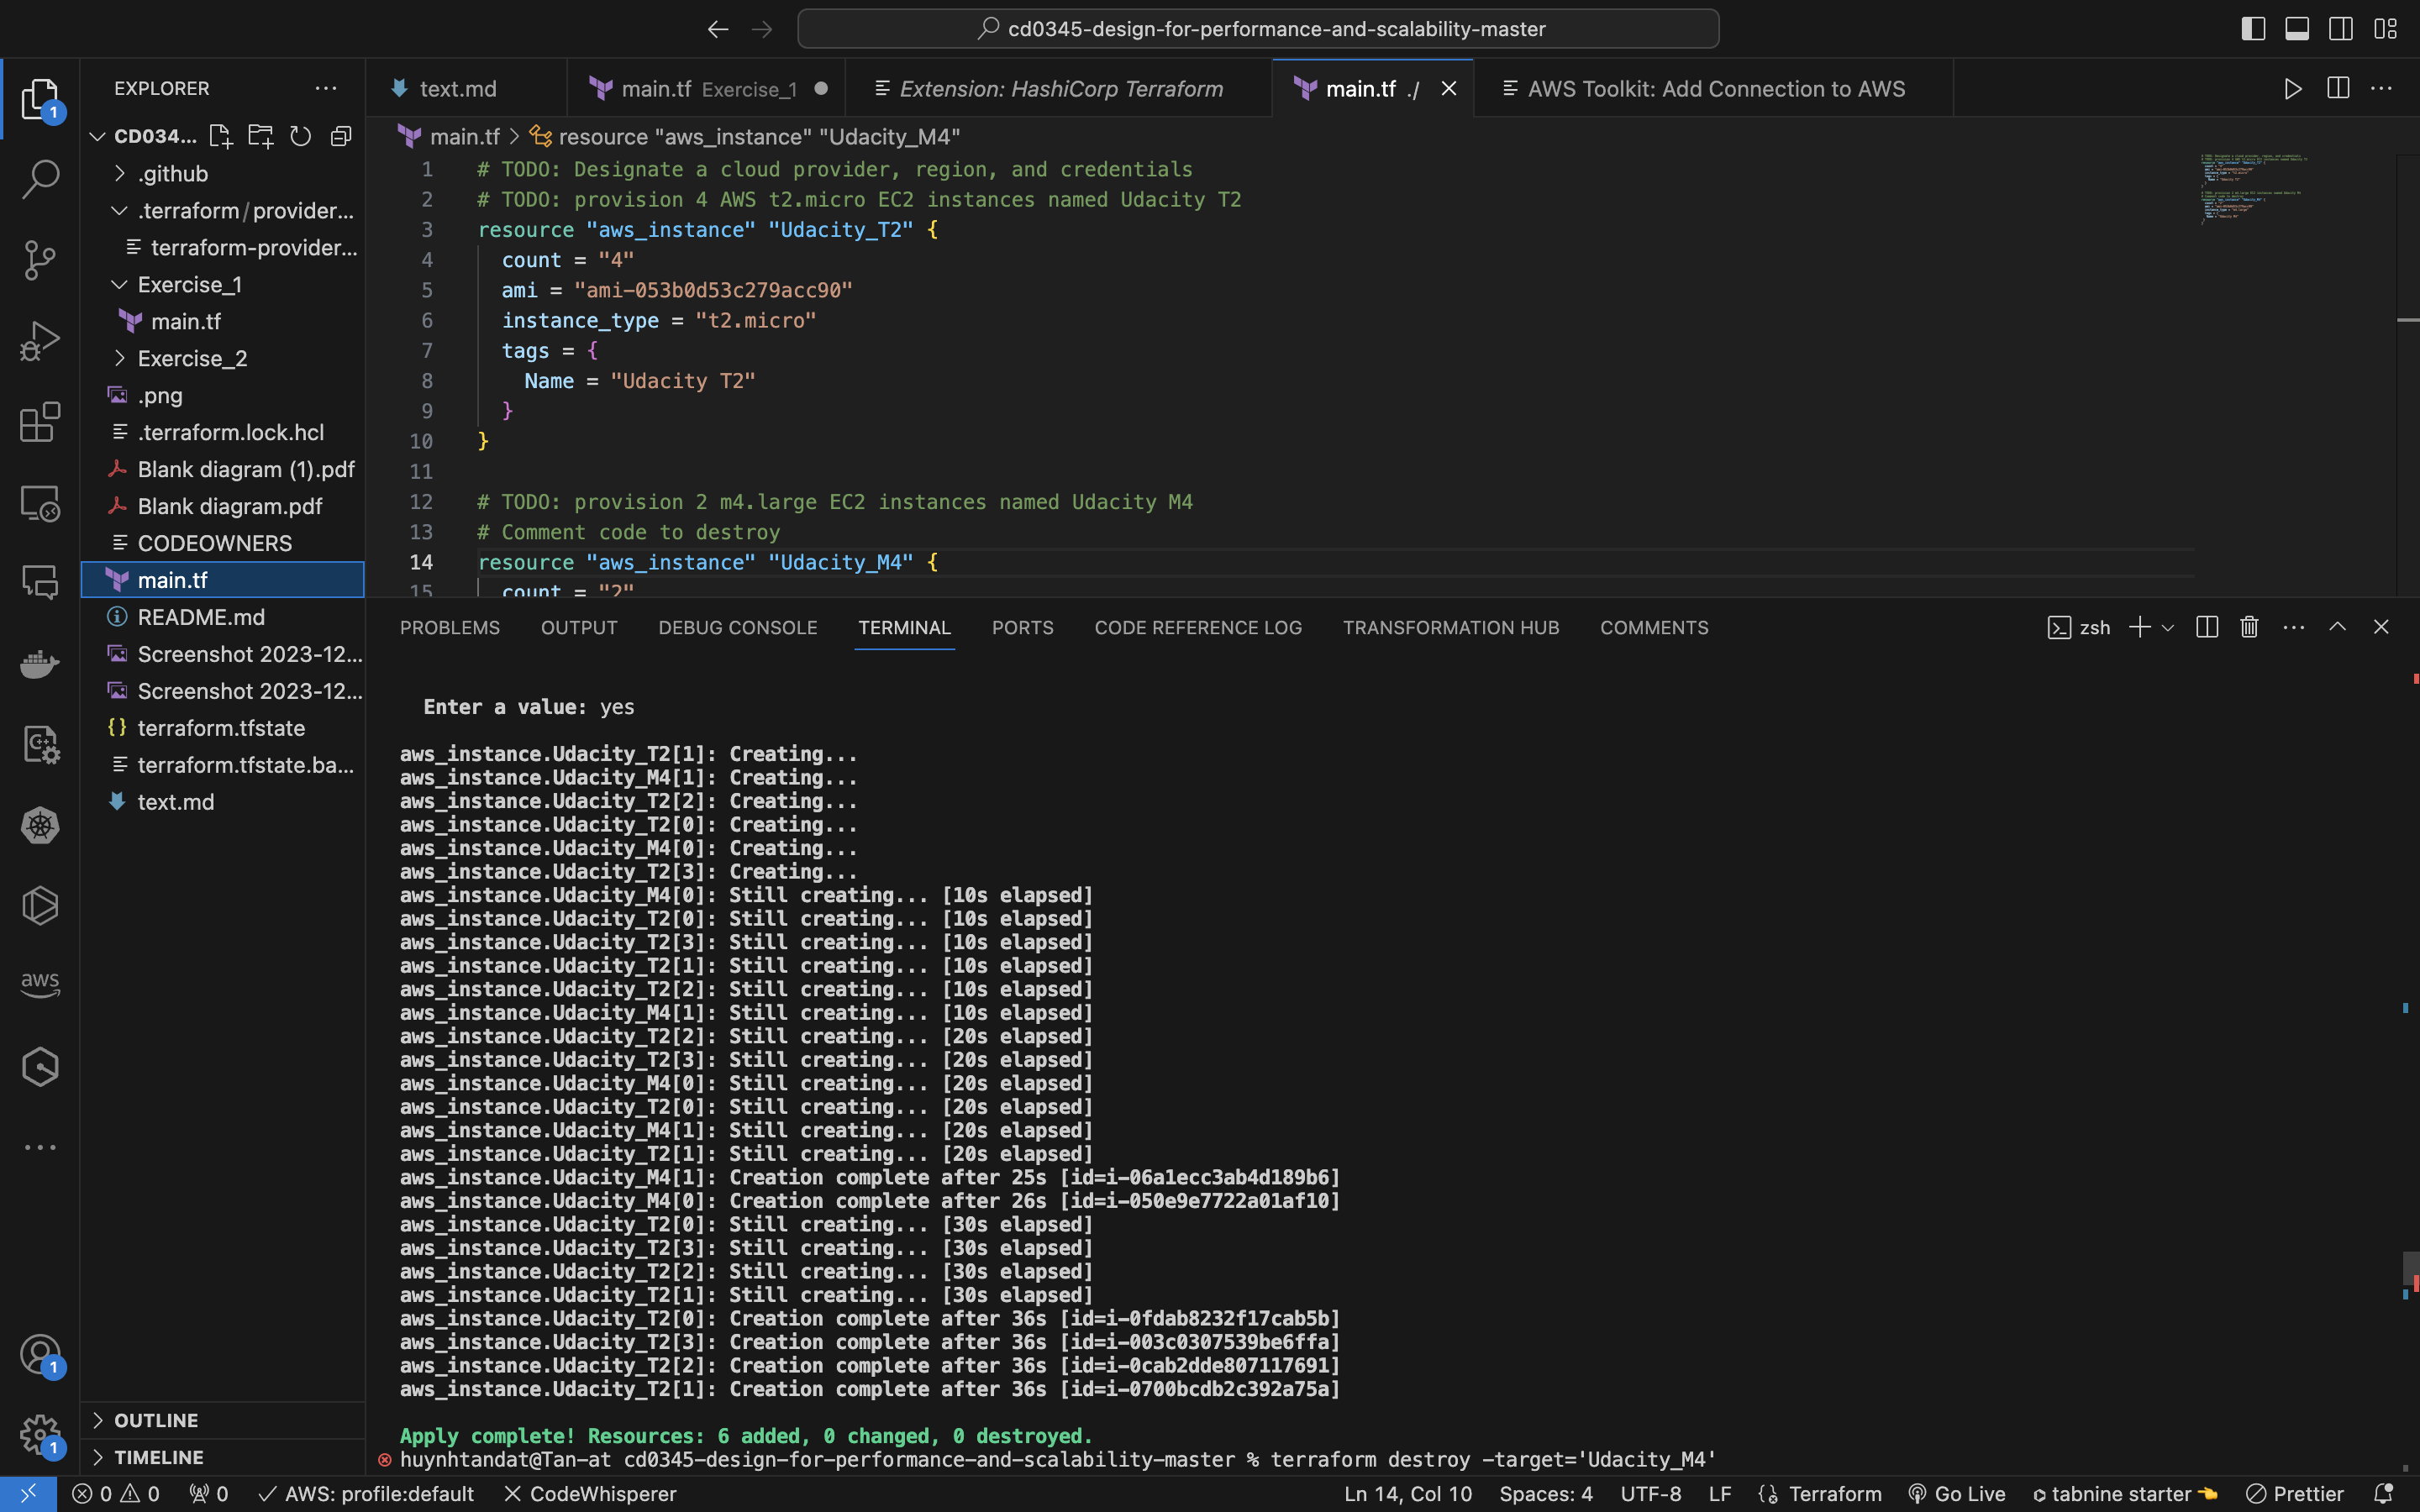 cd0345-design-for-performance-and-scalability-master
EXPLORER
text.md
main.tf Exercise_1
Extension: HashiCorp Terraform
main.tf ./
AWS Toolkit: Add Connection to AWS
1
CD034...
.github
.terraform/provider...
terraform-provider...
Exercise_1
main.tf
Exercise_2
.png
.terraform.lock.hcl
Blank diagram (1).pdf
Blank diagram.pdf
CODEOWNERS
main.tf
README.md
Screenshot 2023-12...
Screenshot 2023-12...
terraform.tfstate
terraform.tfstate.ba...
text.md
aws
1
1
OUTLINE
TIMELINE
main.tf > resource "aws_instance" "Udacity_M4"
1 # TODO: Designate a cloud provider, region, and credentials
2 # TODO: provision 4 AWS t2.micro EC2 instances named Udacity T2
3 resource "aws_instance" "Udacity_T2" {
4 count = "4"
5 ami = "ami-053b0d53c279acc90"
6 instance_type = "t2.micro"
7 tags = {
8 Name = "Udacity T2"
9 }
10 }
11
12 # TODO: provision 2 m4.large EC2 instances named Udacity M4
13 # Comment code to destroy
14 resource "aws_instance" "Udacity_M4" {
15 count = "2"
PROBLEMS OUTPUT DEBUG CONSOLE TERMINAL PORTS CODE REFERENCE LOG TRANSFORMATION HUB COMMENTS
zsh
Enter a value: yes
aws_instance.Udacity_T2[1]: Creating...
aws_instance.Udacity_M4[1]: Creating...
aws_instance.Udacity_T2[2]: Creating...
aws_instance.Udacity_T2[0]: Creating...
aws_instance.Udacity_M4[0]: Creating...
aws_instance.Udacity_T2[3]: Creating...
aws_instance.Udacity_M4[0]: Still creating... [10s elapsed]
aws_instance.Udacity_T2[0]: Still creating... [10s elapsed]
aws_instance.Udacity_T2[3]: Still creating... [10s elapsed]
aws_instance.Udacity_T2[1]: Still creating... [10s elapsed]
aws_instance.Udacity_T2[2]: Still creating... [10s elapsed]
aws_instance.Udacity_M4[1]: Still creating... [10s elapsed]
aws_instance.Udacity_T2[2]: Still creating... [20s elapsed]
aws_instance.Udacity_T2[3]: Still creating... [20s elapsed]
aws_instance.Udacity_M4[0]: Still creating... [20s elapsed]
aws_instance.Udacity_T2[0]: Still creating... [20s elapsed]
aws_instance.Udacity_M4[1]: Still creating... [20s elapsed]
aws_instance.Udacity_T2[1]: Still creating... [20s elapsed]
aws_instance.Udacity_M4[1]: Creation complete after 25s [id=i-06a1ecc3ab4d189b6]
aws_instance.Udacity_M4[0]: Creation complete after 26s [id=i-050e9e7722a01af10]
aws_instance.Udacity_T2[0]: Still creating... [30s elapsed]
aws_instance.Udacity_T2[3]: Still creating... [30s elapsed]
aws_instance.Udacity_T2[2]: Still creating... [30s elapsed]
aws_instance.Udacity_T2[1]: Still creating... [30s elapsed]
aws_instance.Udacity_T2[0]: Creation complete after 36s [id=i-0fdab8232f17cab5b]
aws_instance.Udacity_T2[3]: Creation complete after 36s [id=i-003c0307539be6ffa]
aws_instance.Udacity_T2[2]: Creation complete after 36s [id=i-0cab2dde807117691]
aws_instance.Udacity_T2[1]: Creation complete after 36s [id=i-0700bcdb2c392a75a]
Apply complete! Resources: 6 added, 0 changed, 0 destroyed.
huynhtandat@Tan-at cd0345-design-for-performance-and-scalability-master % terraform destroy -target='Udacity_M4'
0 0 0 AWS: profile:default CodeWhisperer Ln 14, Col 10 Spaces: 4 UTF-8 LF Terraform Go Live tabnine starter Prettier